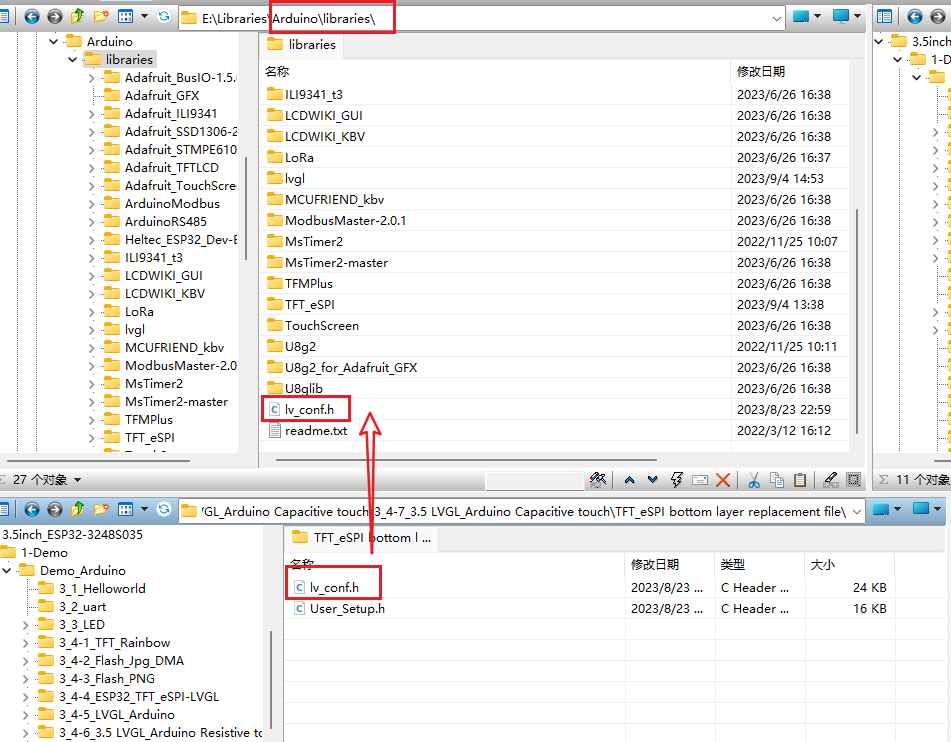 E:\Libraries\Arduino\libraries\
Arduino
libraries
Adafruit_BusIO-1.5.
Adafruit_GFX
Adafruit_ILI9341
Adafruit_SSD1306-2
Adafruit_STMPE610
Adafruit_TFTLCD
Adafruit_TouchScre
ArduinoModbus
ArduinoRS485
Heltec_ESP32_Dev-B
ILI9341_t3
LCDWIKI_GUI
LCDWIKI_KBV
LoRa
lvgl
MCUFRIEND_kbv
ModbusMaster-2.0
MsTimer2
MsTimer2-master
TFMPlus
TFT_eSPI
libraries
名称 修改日期
ILI9341_t3 2023/6/26 16:38
LCDWIKI_GUI 2023/6/26 16:38
LCDWIKI_KBV 2023/6/26 16:38
LoRa 2023/6/26 16:37
lvgl 2023/9/4 14:53
MCUFRIEND_kbv 2023/6/26 16:38
ModbusMaster-2.0.1 2023/6/26 16:38
MsTimer2 2022/11/25 10:07
MsTimer2-master 2023/6/26 16:38
TFMPlus 2023/6/26 16:38
TFT_eSPI 2023/9/4 13:38
TouchScreen 2023/6/26 16:38
U8g2 2022/11/25 10:11
U8g2_for_Adafruit_GFX 2023/6/26 16:38
U8glib 2023/6/26 16:38
lv_conf.h 2023/8/23 22:59
readme.txt 2022/3/12 16:12
3.5inch
1-D
Σ 27 个对象
Σ 11 个对象
'GL_Arduino Capacitive touch\3_4-7_3.5 LVGL_Arduino Capacitive touch\TFT_eSPI bottom layer replacement file\
3.5inch_ESP32-3248S035
1-Demo
Demo_Arduino
3_1_Helloworld
3_2_uart
3_3_LED
3_4-1_TFT_Rainbow
3_4-2_Flash_Jpg_DMA
3_4-3_Flash_PNG
3_4-4_ESP32_TFT_eSPI-LVGL
3_4-5_LVGL_Arduino
3_4-6_3.5 LVGL_Arduino Resistive to
TFT_eSPI bottom l ...
名称 修改日期 类型 大小
lv_conf.h 2023/8/23 ... C Header ... 24 KB
User_Setup.h 2023/8/23 ... C Header ... 16 KB